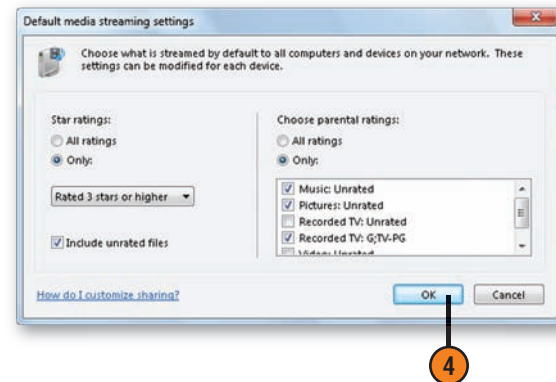 Default media streaming settings
Choose what is streamed by default to all computers and devices on your network. These
settings can be modified for each device.
Star ratings:
All ratings
Only:
Rated 3 stars or higher
Include unrated files
Choose parental ratings:
All ratings
Only:
Music: Unrated
Pictures: Unrated
Recorded TV: Unrated
Recorded TV: G;TV-PG
Video: Unrated
How do I customize sharing?
OK
Cancel
4